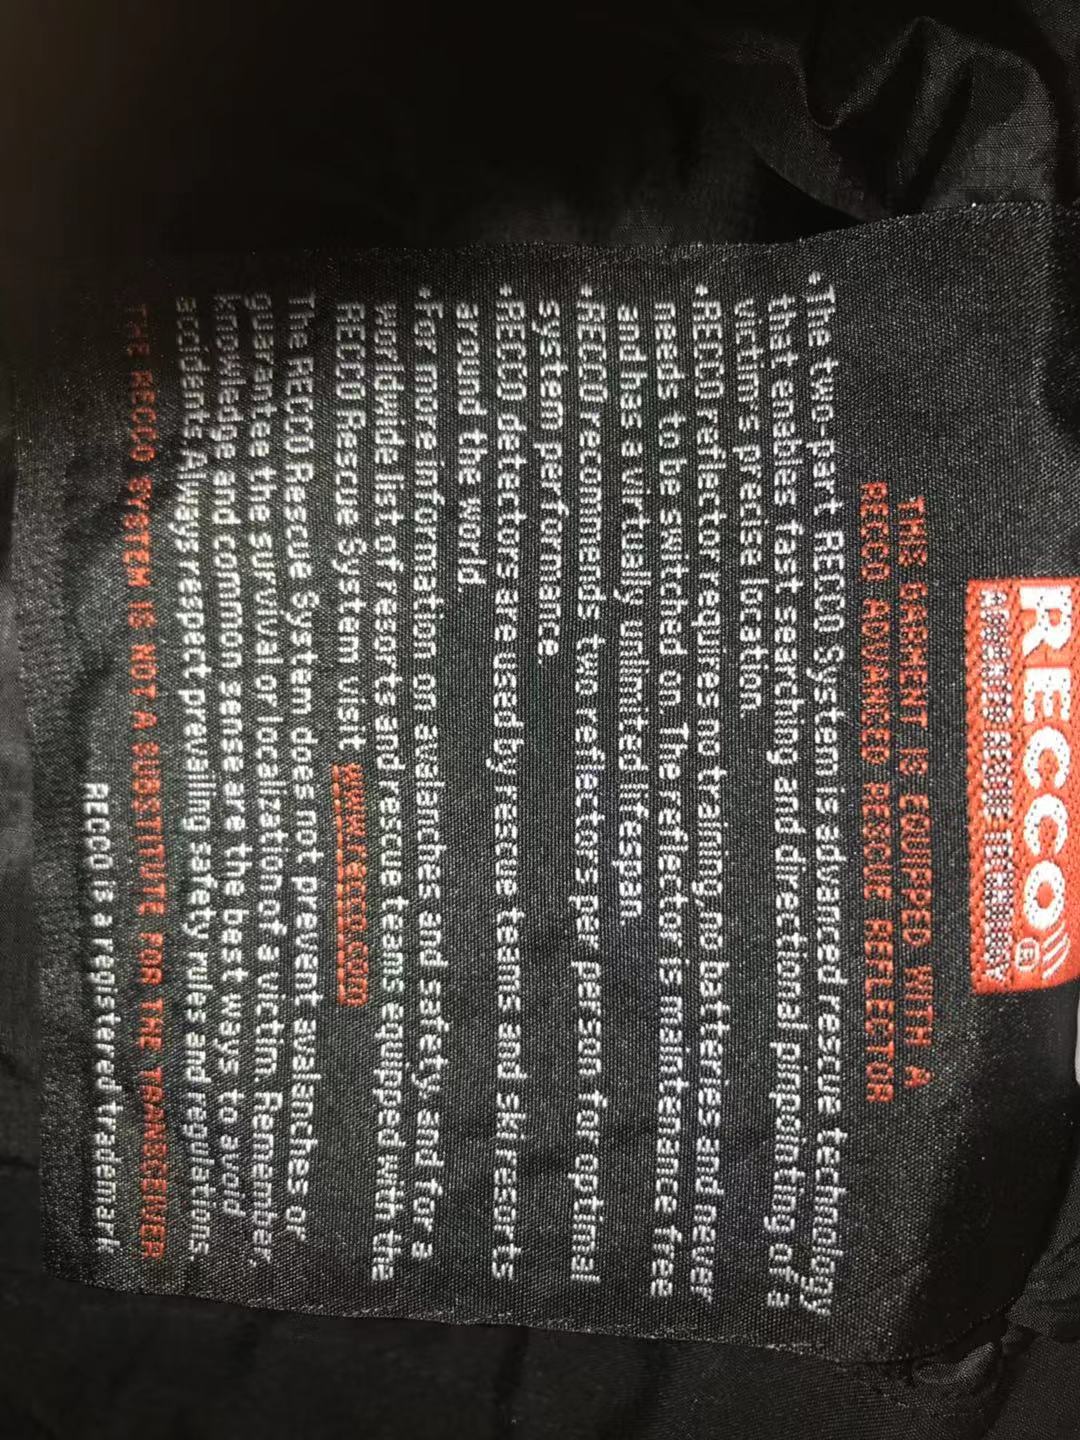 RECCO®
ADVANCED RESCUE TECHNOLOGY
THIS GARMENT IS EQUIPPED WITH A
RECCO ADVANCED RESCUE REFLECTOR
•The two-part RECCO System is advanced rescue technology
that enables fast searching and directional pinpointing of a
victim's precise location.
•RECCO reflector requires no training, no batteries and never
needs to be switched on. The reflector is maintenance free
and has a virtually unlimited lifespan.
•RECCO recommends two reflectors per person for optimal
system performance.
•RECCO detectors are used by rescue teams and ski resorts
around the world.
•For more information on avalanches and safety, and for a
worldwide list of resorts and rescue teams equipped with the
RECCO Rescue System visit www.recco.com
The RECCO Rescue System does not prevent avalanches or
guarantee the survival or localization of a victim. Remember,
knowledge and common sense are the best ways to avoid
accidents. Always respect prevailing safety rules and regulations.
THE RECCO SYSTEM IS NOT A SUBSTITUTE FOR THE TRANSCEIVER
RECCO is a registered trademark